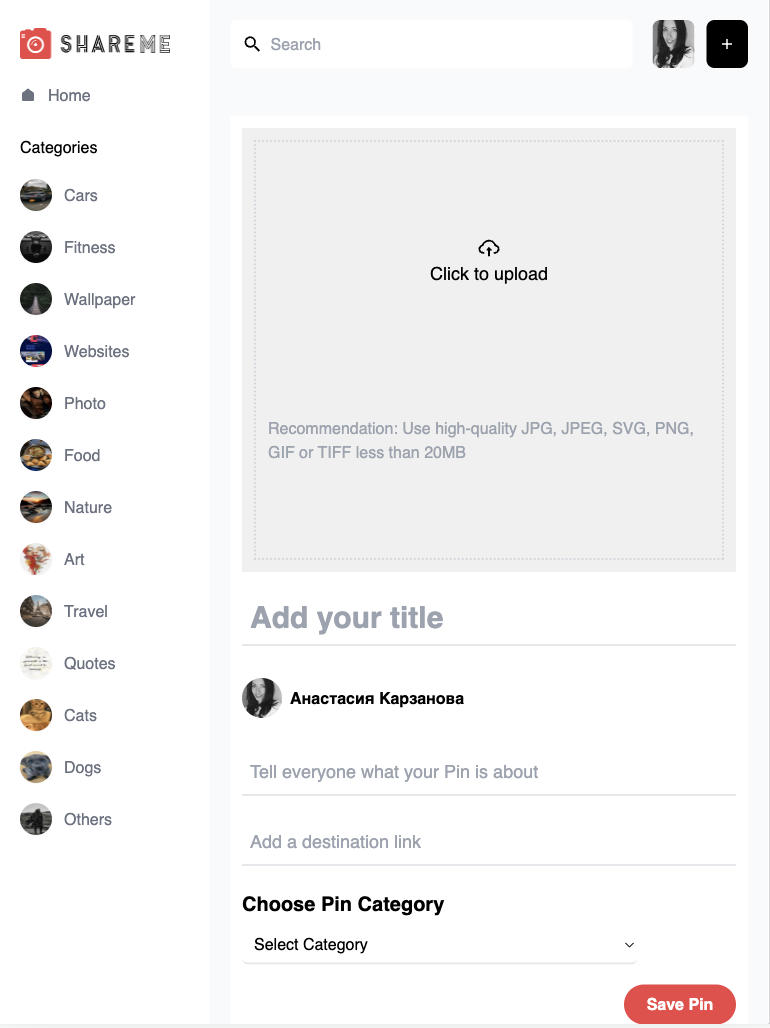 SHAREME
Search
+
Home
Categories
Cars
Fitness
Wallpaper
Websites
Photo
Food
Nature
Art
Travel
Quotes
Cats
Dogs
Others
Click to upload
Recommendation: Use high-quality JPG, JPEG, SVG, PNG,
GIF or TIFF less than 20MB
Add your title
Анастасия Карзанова
Tell everyone what your Pin is about
Add a destination link
Choose Pin Category
Select Category
Save Pin